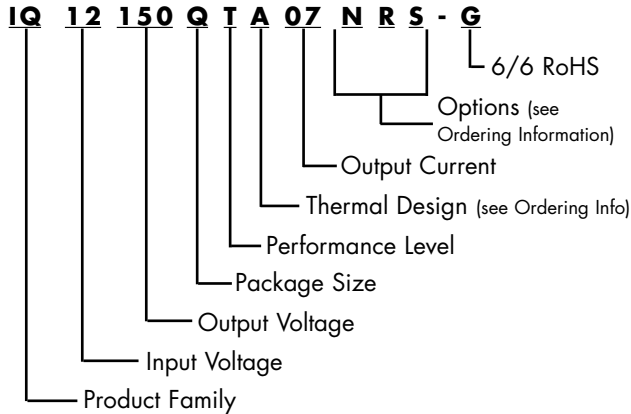 IQ 12 150 Q T A 07 N R S - G
6/6 RoHS
Options (see
Ordering Information)
Output Current
Thermal Design (see Ordering Info)
Performance Level
Package Size
Output Voltage
Input Voltage
Product Family